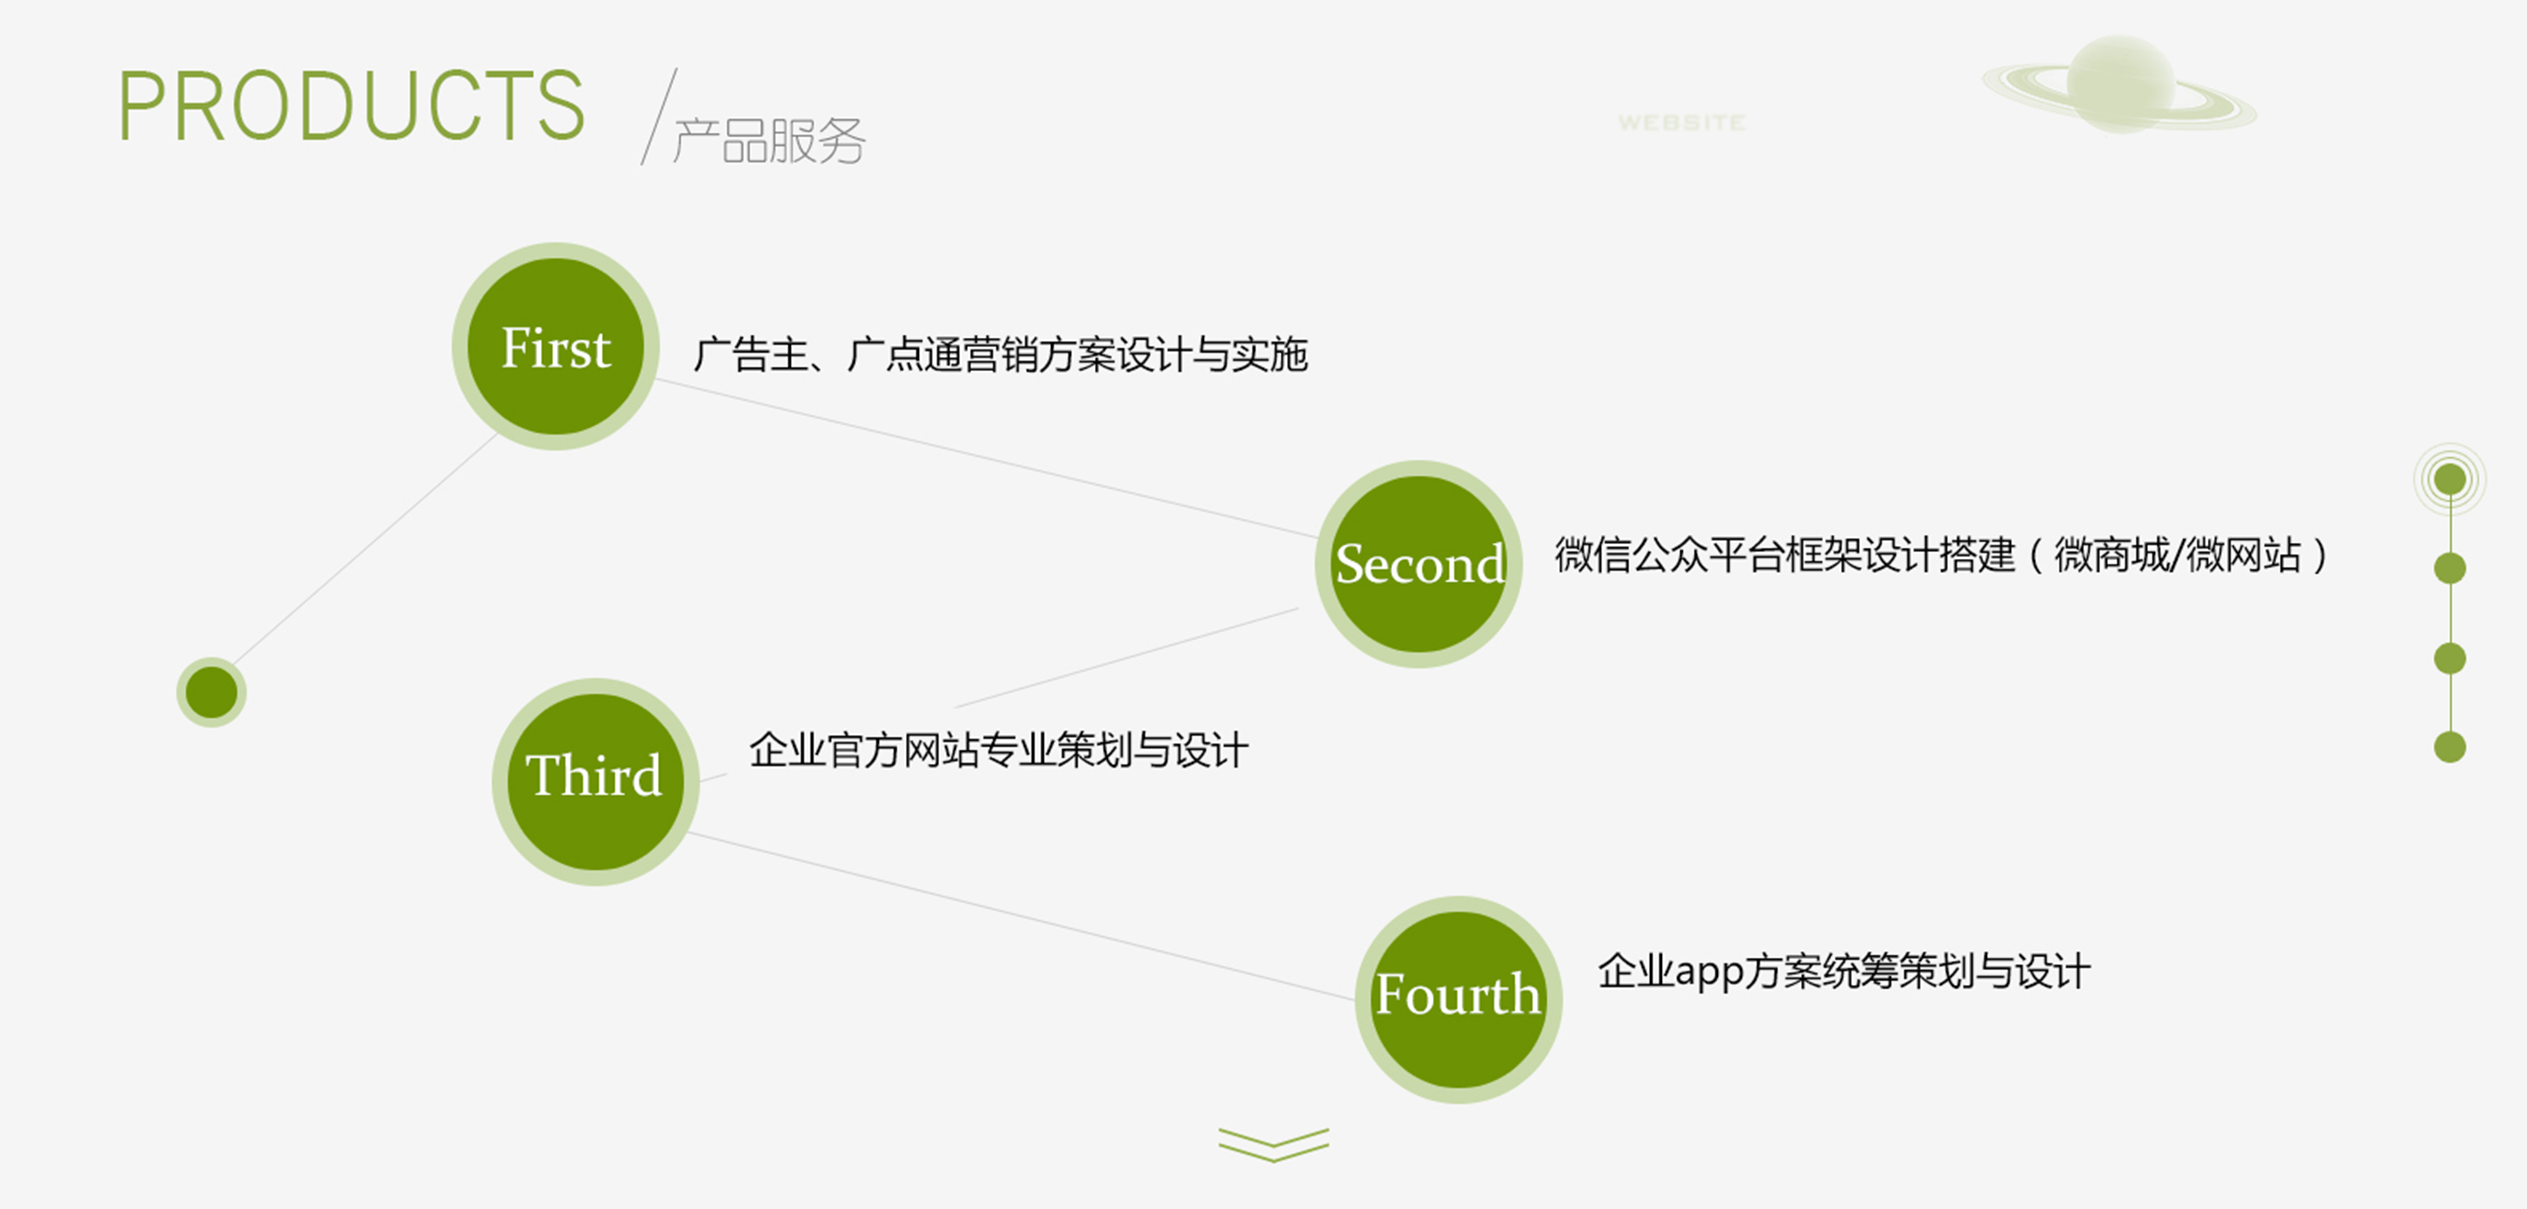 PRODUCTS
/产品服务
WEBSITE
First
广告主、广点通营销方案设计与实施
Second
微信公众平台框架设计搭建（微商城/微网站）
Third
企业官方网站专业策划与设计
Fourth
企业app方案统筹策划与设计